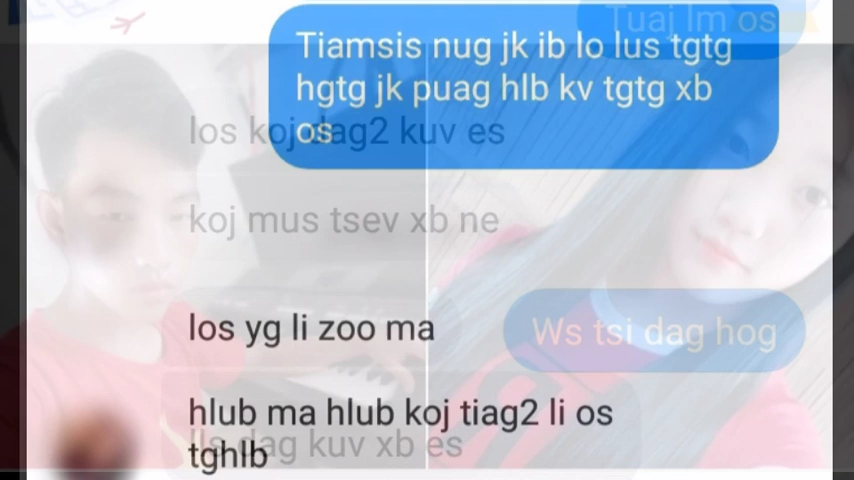 Tuaj lm os
Tiamsis nug jk ib lo lus tgtg
hgtg jk puag hlb kv tgtg xb
os
los koj dag2 kuv es
koj mus tsev xb ne
los yg li zoo ma
Ws tsi dag hog
hlub ma hlub koj tiag2 li os
tghlb
dag kuv xb es